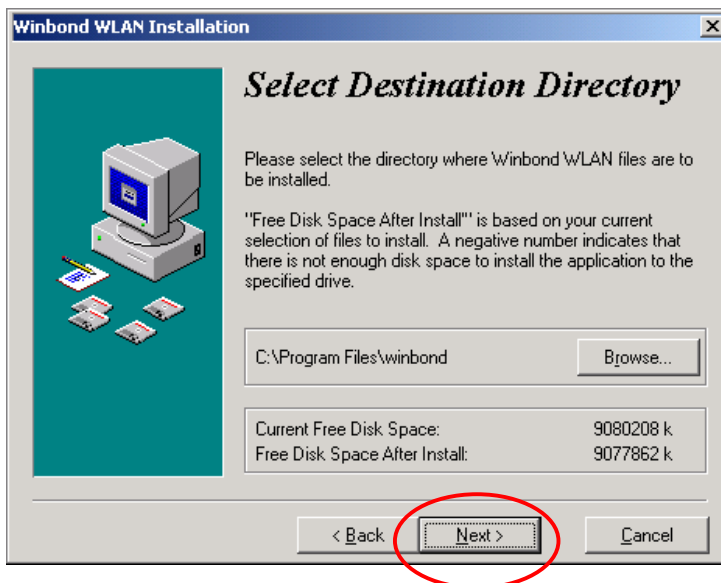 Winbond WLAN Installation
Select Destination Directory
Please select the directory where Winbond WLAN files are to
be installed.
"Free Disk Space After Install"' is based on your current
selection of files to install. A negative number indicates that
there is not enough disk space to install the application to the
specified drive.
C:\Program Files\winbond
Browse...
Current Free Disk Space: 9080208 k
Free Disk Space After Install: 9077862 k
< Back Next > Cancel